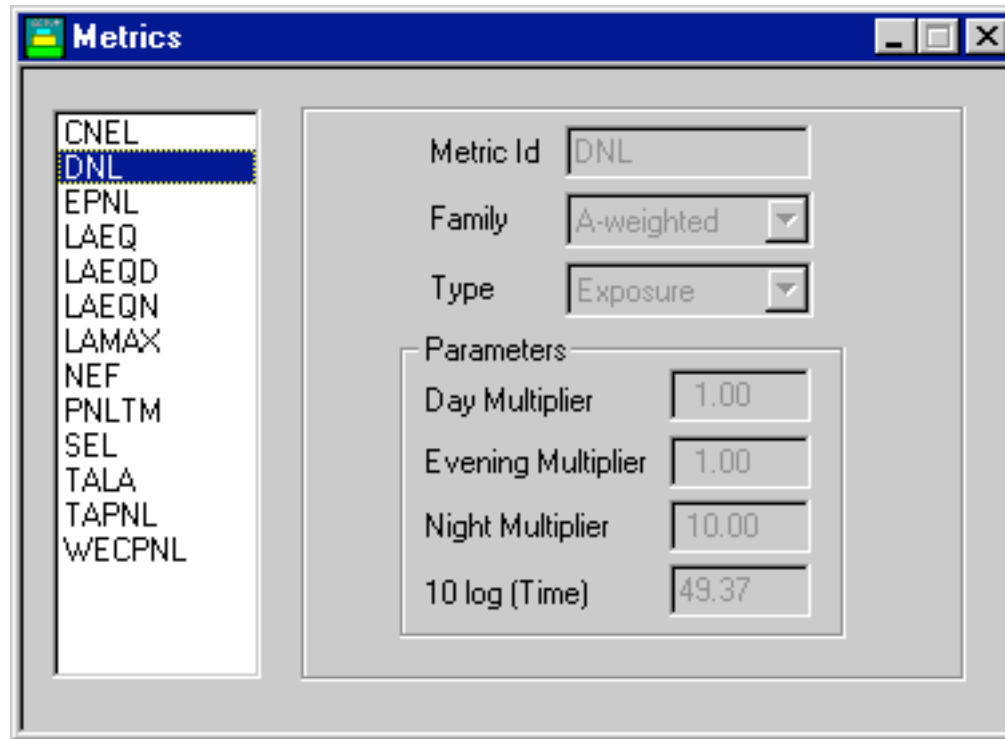 Metrics
CNEL
DNL
EPNL
LAEQ
LAEQD
LAEQN
LAMAX
NEF
PNLTM
SEL
TALA
TAPNL
WECPNL
Metric Id DNL
Family A-weighted
Type Exposure
Parameters
Day Multiplier 1.00
Evening Multiplier 1.00
Night Multiplier 10.00
10 log (Time) 49.37